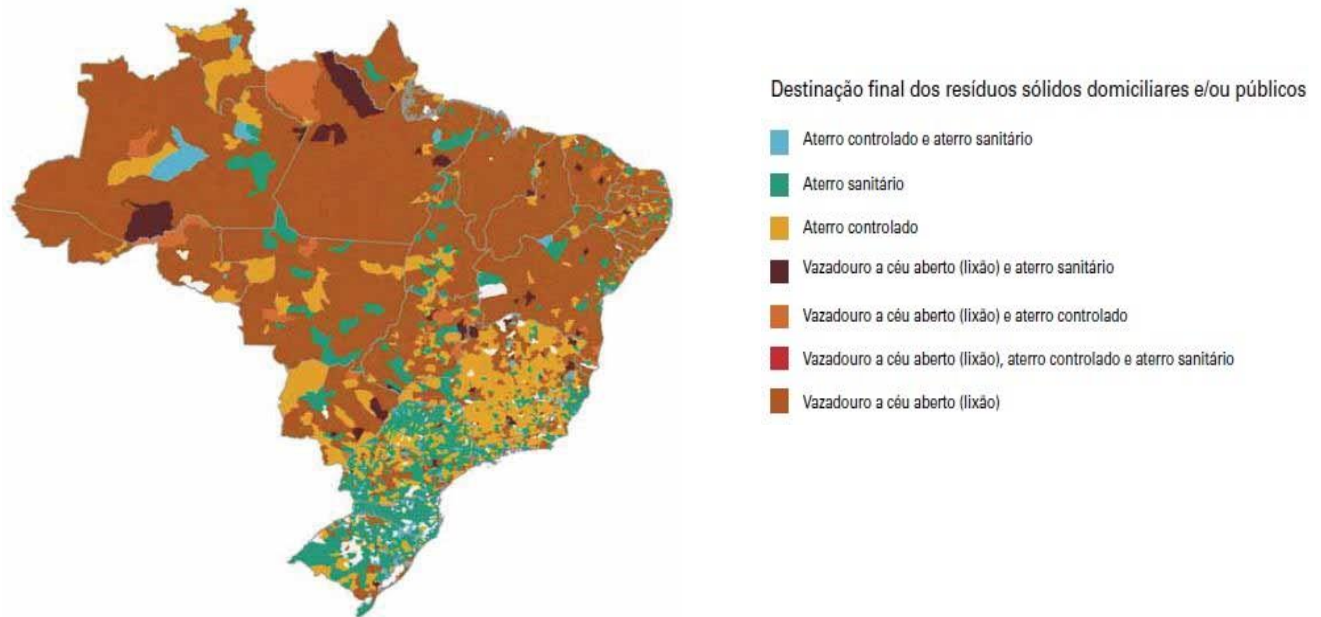 Destinação final dos resíduos sólidos domiciliares e/ou públicos
Aterro controlado e aterro sanitário
Aterro sanitário
Aterro controlado
Vazadouro a céu aberto (lixão) e aterro sanitário
Vazadouro a céu aberto (lixão) e aterro controlado
Vazadouro a céu aberto (lixão), aterro controlado e aterro sanitário
Vazadouro a céu aberto (lixão)